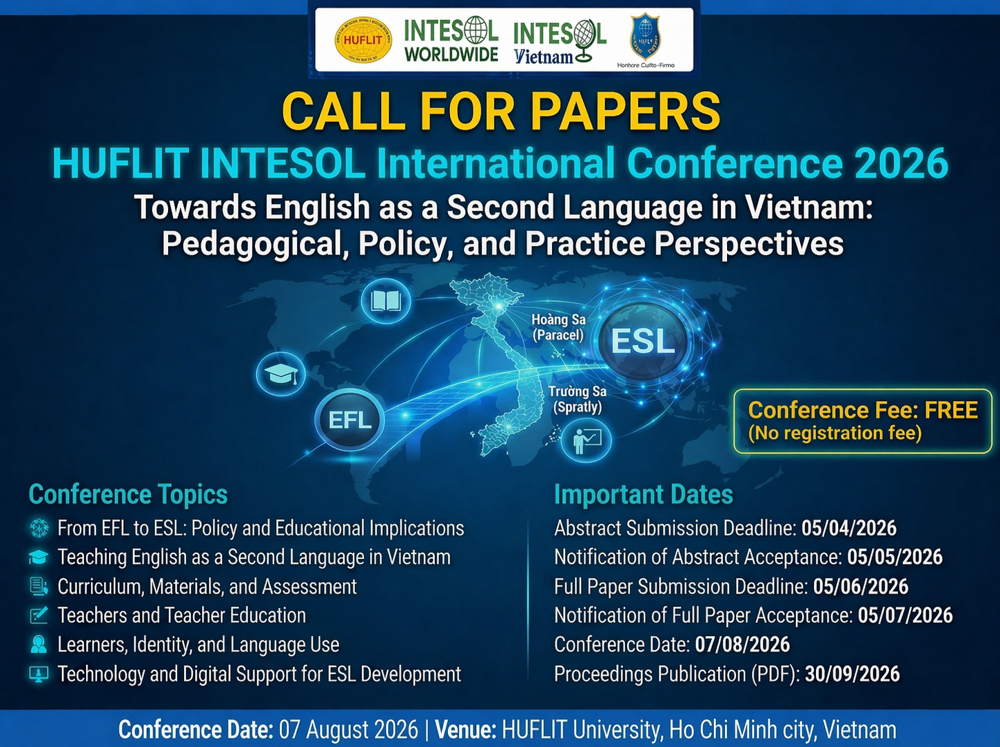 HUFLIT
INTESOL
WORLDWIDE
INTESOL
Vietnam
CALL FOR PAPERS
HUFLIT INTESOL International Conference 2026
Towards English as a Second Language in Vietnam:
Pedagogical, Policy, and Practice Perspectives
Hoàng Sa
(Paracel)
ESL
Trường Sa
(Spratly)
EFL
Conference Fee: FREE
(No registration fee)
Conference Topics
From EFL to ESL: Policy and Educational Implications
Teaching English as a Second Language in Vietnam
Curriculum, Materials, and Assessment
Teachers and Teacher Education
Learners, Identity, and Language Use
Technology and Digital Support for ESL Development
Important Dates
Abstract Submission Deadline: 05/04/2026
Notification of Abstract Acceptance: 05/05/2026
Full Paper Submission Deadline: 05/06/2026
Notification of Full Paper Acceptance: 05/07/2026
Conference Date: 07/08/2026
Proceedings Publication (PDF): 30/09/2026
Conference Date: 07 August 2026 | Venue: HUFLIT University, Ho Chi Minh city, Vietnam